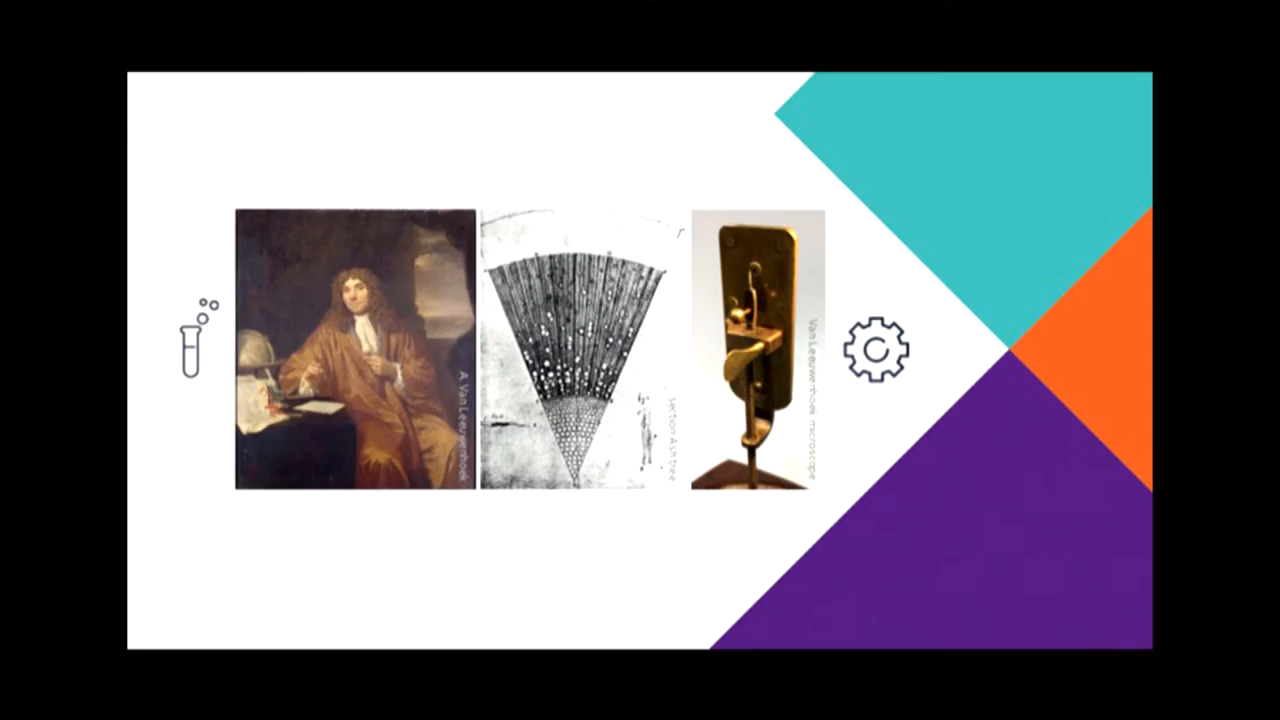 A Van Leeuwenhoek
section Ash tree
Van Leeuwenhoek microscope